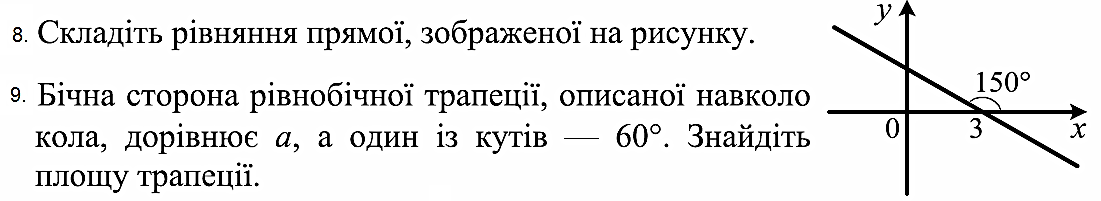 8. Складіть рівняння прямої, зображеної на рисунку.
9. Бічна сторона рівнобічної трапеції, описаної навколо
кола, дорівнює a, а один із кутів — 60°. Знайдіть
площу трапеції.
y
150°
0
3
x